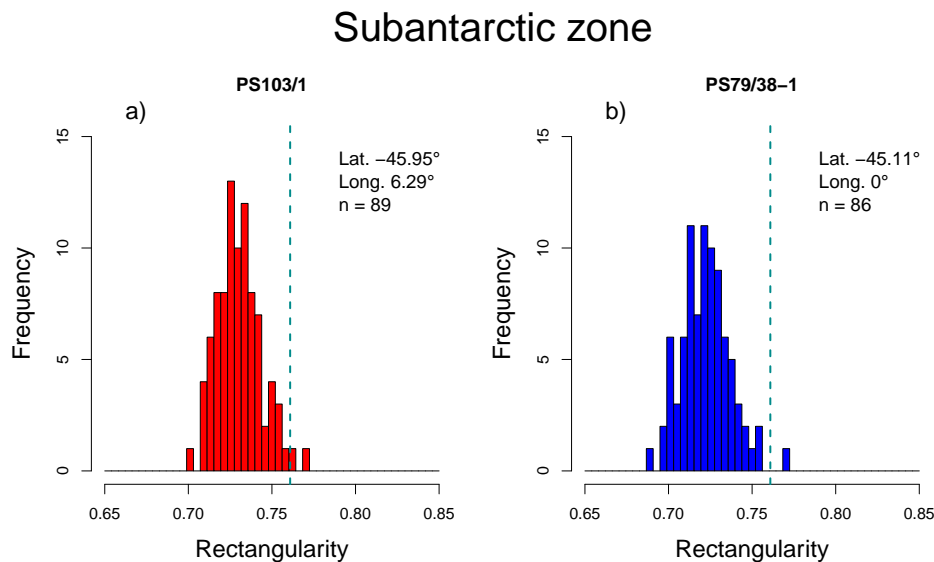 Subantarctic zone
PS103/1
a)
Lat. −45.95°
Long. 6.29°
n = 89
Frequency
15
10
5
0
0.65 0.70 0.75 0.80 0.85
Rectangularity
PS79/38−1
b)
Lat. −45.11°
Long. 0°
n = 86
Frequency
15
10
5
0
0.65 0.70 0.75 0.80 0.85
Rectangularity